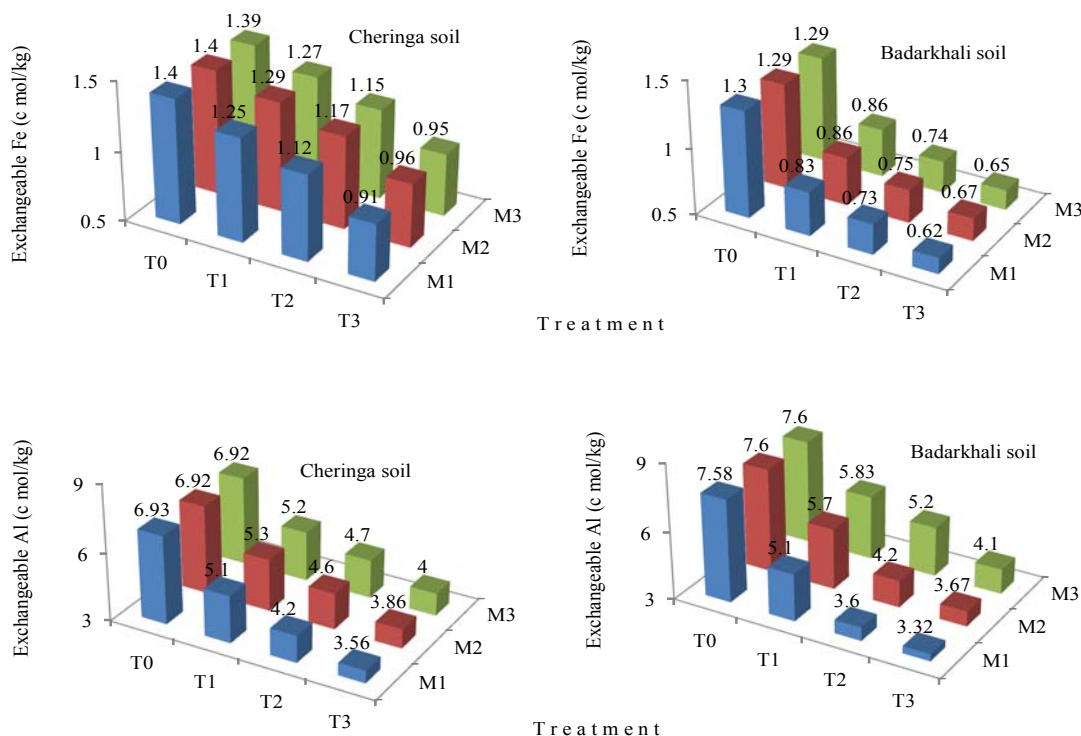 Cheringa soil
Exchangeable Fe (c mol/kg)
1.5
1
0.5
1.4
1.4
1.39
1.25
1.29
1.27
1.12
1.17
1.15
0.91
0.96
0.95
T0
T1
T2
T3
M1
M2
M3
Badarkhali soil
Exchangeable Fe (c mol/kg)
1.5
1
0.5
1.3
1.29
1.29
0.83
0.86
0.86
0.73
0.75
0.74
0.62
0.67
0.65
T0
T1
T2
T3
M1
M2
M3
Treatment
Cheringa soil
Exchangeable Al (c mol/kg)
9
6
3
6.93
6.92
6.92
5.1
5.3
5.2
4.2
4.6
4.7
3.56
3.86
4
T0
T1
T2
T3
M1
M2
M3
Badarkhali soil
Exchangeable Al (c mol/kg)
9
6
3
7.58
7.6
7.6
5.1
5.7
5.83
3.6
4.2
5.2
3.32
3.67
4.1
T0
T1
T2
T3
M1
M2
M3
Treatment